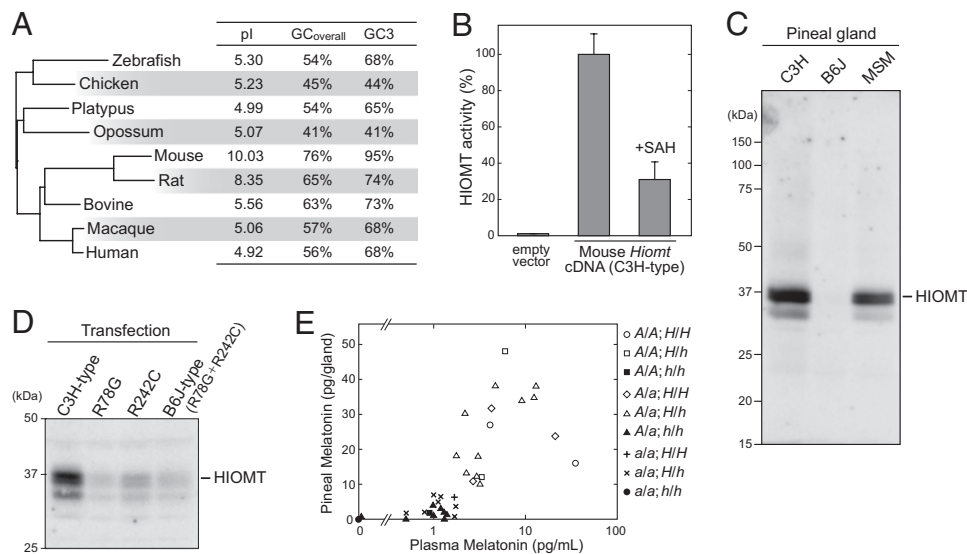 A
pI GCoverall GC3
Zebrafish 5.30 54% 68%
Chicken 5.23 45% 44%
Platypus 4.99 54% 65%
Opossum 5.07 41% 41%
Mouse 10.03 76% 95%
Rat 8.35 65% 74%
Bovine 5.56 63% 73%
Macaque 5.06 57% 68%
Human 4.92 56% 68%
B
HIOMT activity (%)
100
80
60
40
20
0
+SAH
empty vector
Mouse Hiomt
cDNA (C3H-type)
C
Pineal gland
C3H B6J MSM
(kDa)
150
100
75
50
37
25
20
15
HIOMT
D
Transfection
C3H-type R78G R242C B6J-type (R78G+R242C)
(kDa)
50
37
25
HIOMT
E
Pineal Melatonin (pg/gland)
50
40
30
20
10
0
0 1 10 100
Plasma Melatonin (pg/mL)
A/A; H/H
A/A; H/h
A/A; h/h
A/a; H/H
A/a; H/h
A/a; h/h
a/a; H/H
a/a; H/h
a/a; h/h